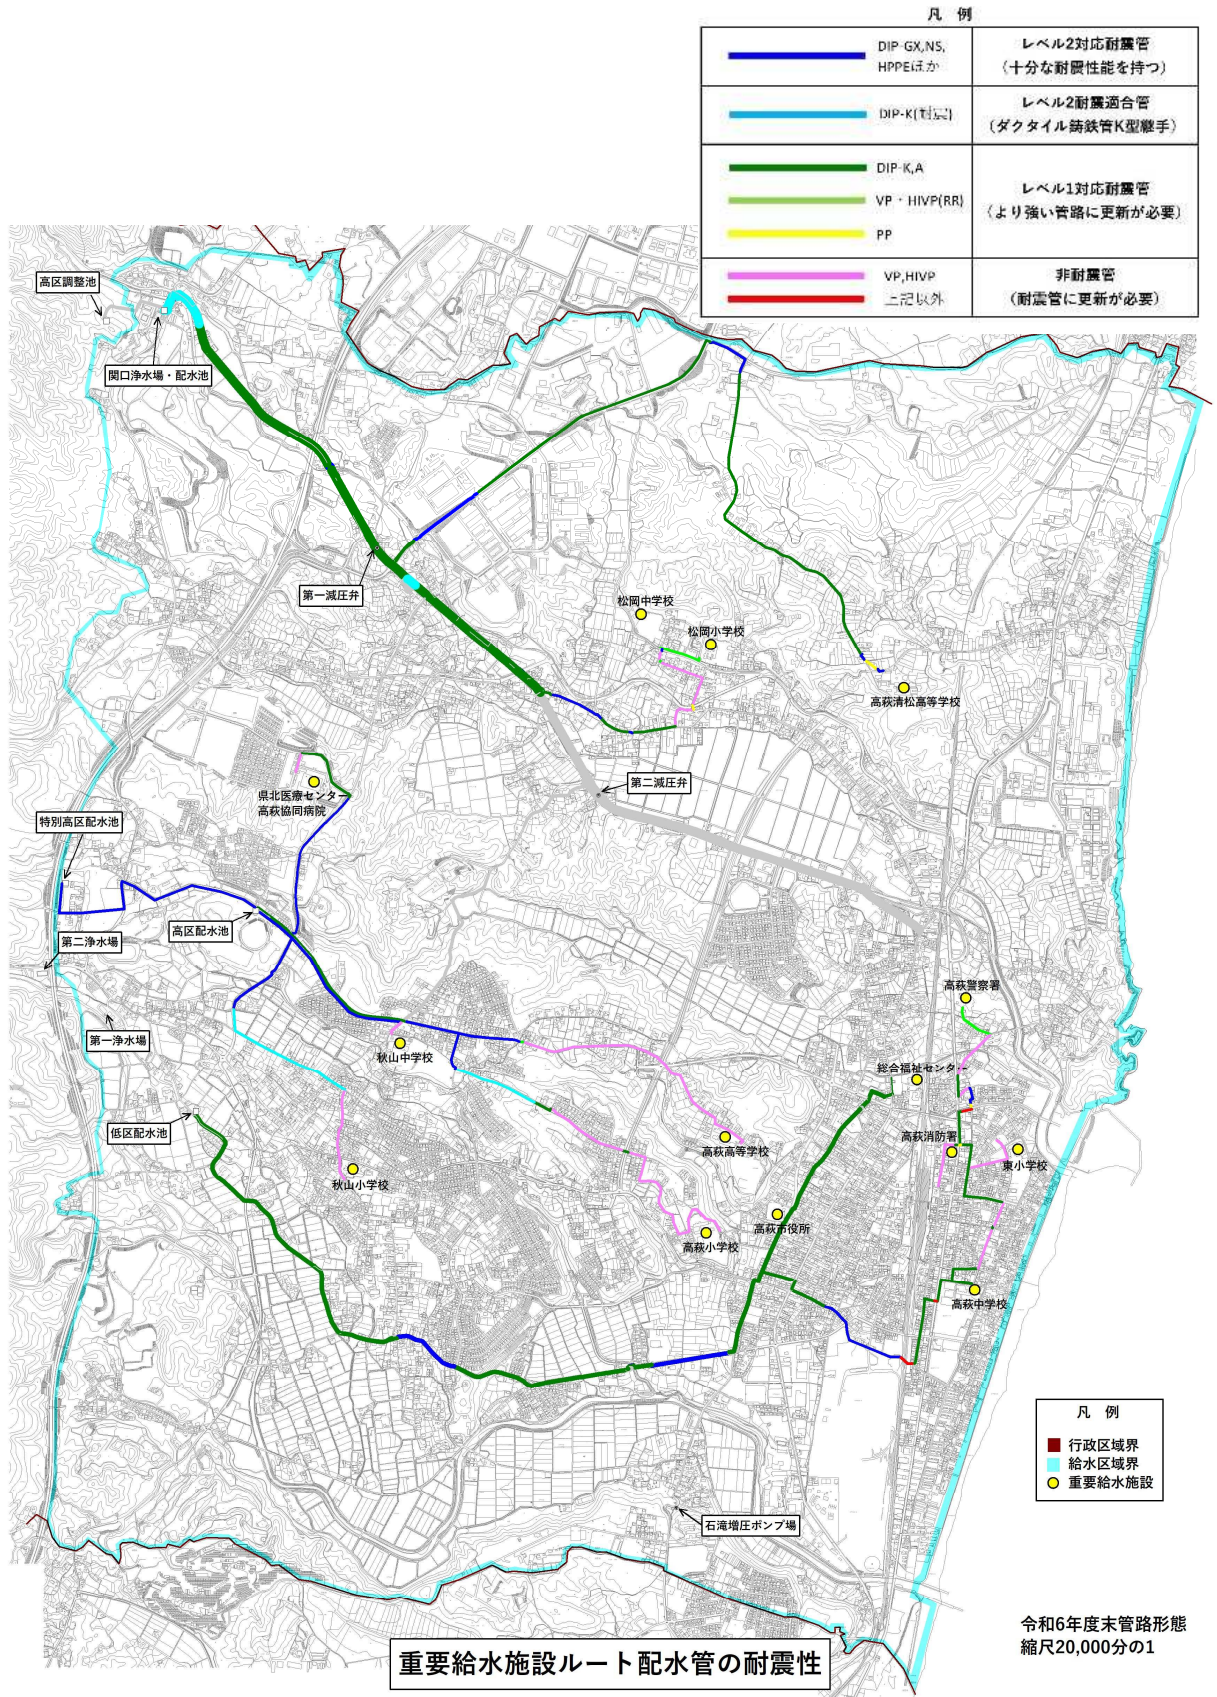 凡 例
DIP-GX,NS,
HPPEほか
レベル2対応耐震管
（十分な耐震性能を持つ）
DIP-K(耐震)
レベル2耐震適合管
（ダクタイル鋳鉄管K型継手）
DIP-K,A
VP・HIVP(RR)
PP
レベル1対応耐震管
（より強い管路に更新が必要）
VP,HIVP
上記以外
非耐震管
（耐震管に更新が必要）
高区調整池
関口浄水場・配水池
第一減圧弁
松岡中学校
松岡小学校
高萩清松高等学校
第二減圧弁
県北医療センター
高萩協同病院
特別高区配水池
高区配水池
第二浄水場
第一浄水場
高萩警察署
秋山中学校
総合福祉センター
低区配水池
高萩消防署
高萩高等学校
東小学校
秋山小学校
高萩市役所
高萩小学校
高萩中学校
凡 例
行政区域界
給水区域界
重要給水施設
石滝増圧ポンプ場
令和6年度末管路形態
縮尺20,000分の1
重要給水施設ルート配水管の耐震性